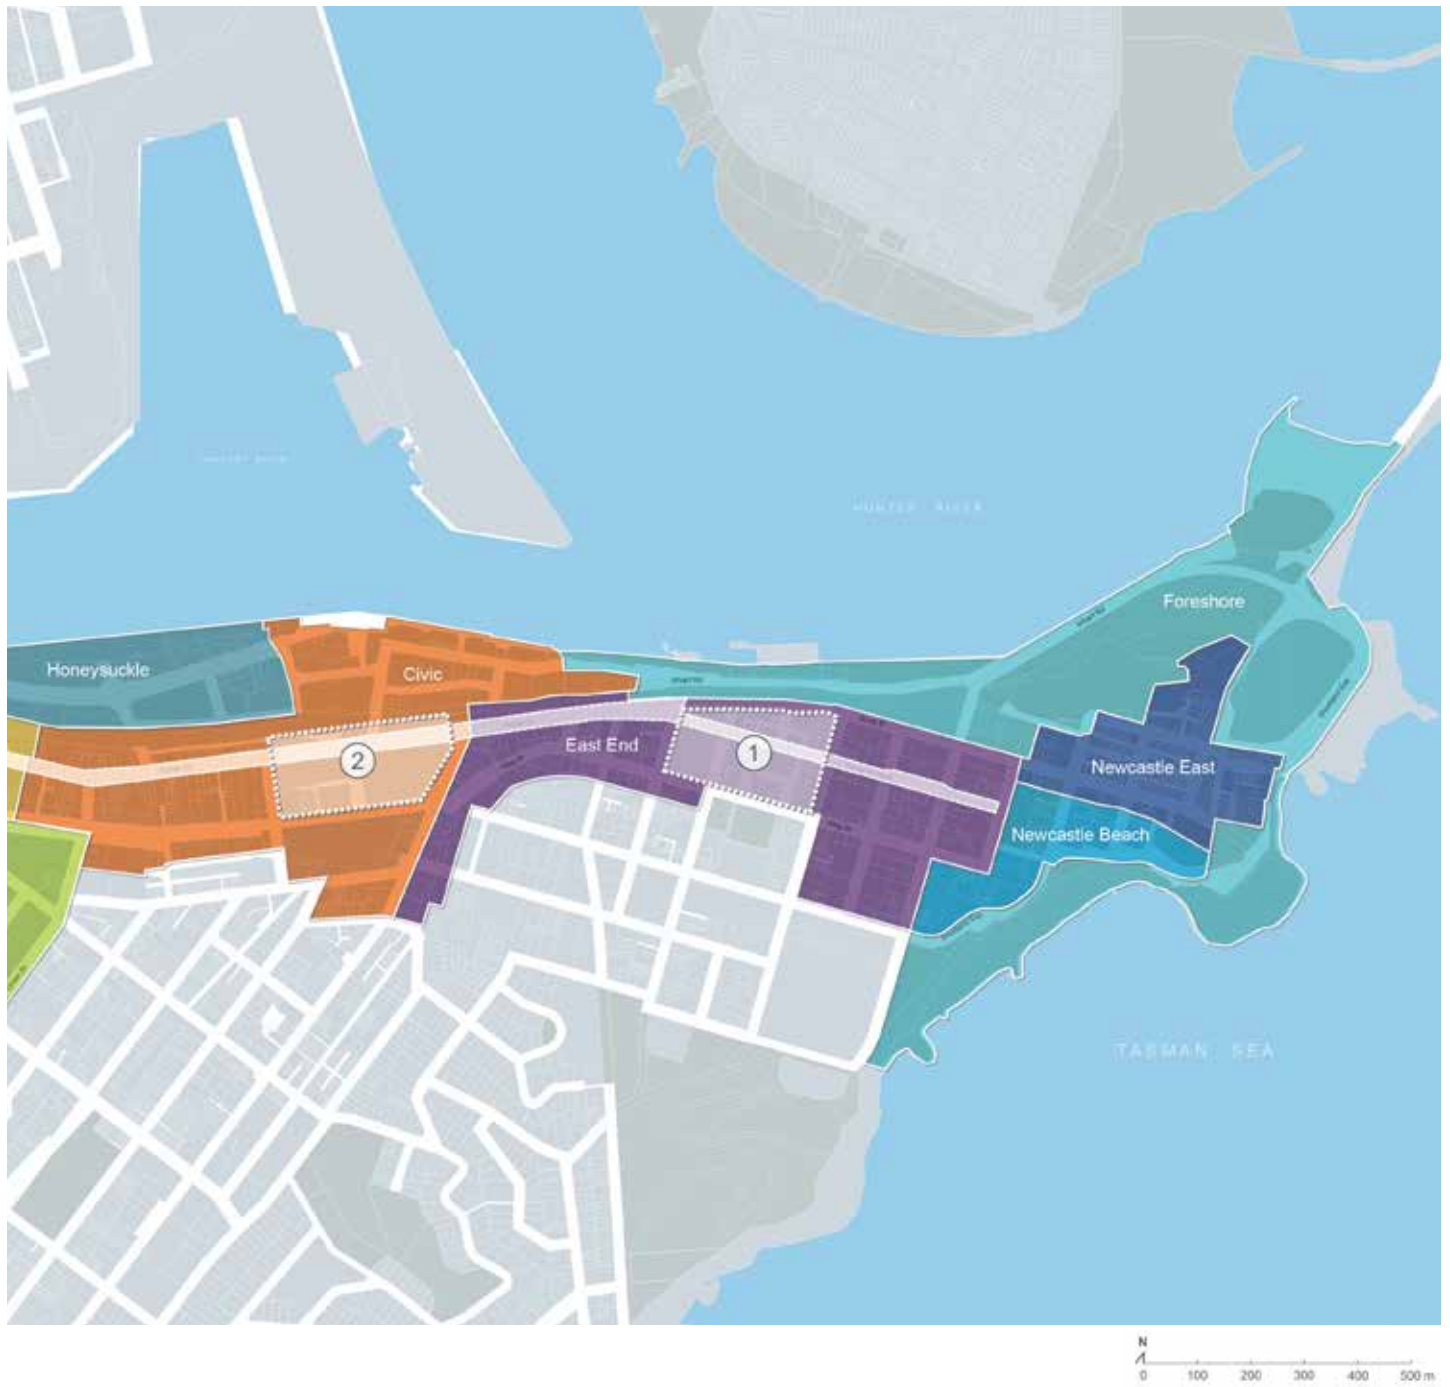 HUNTER RIVER
Foreshore
Honeysuckle
Civic
2
East End
1
Newcastle East
Newcastle Beach
TASMAN SEA
N
0 100 200 300 400 500 m